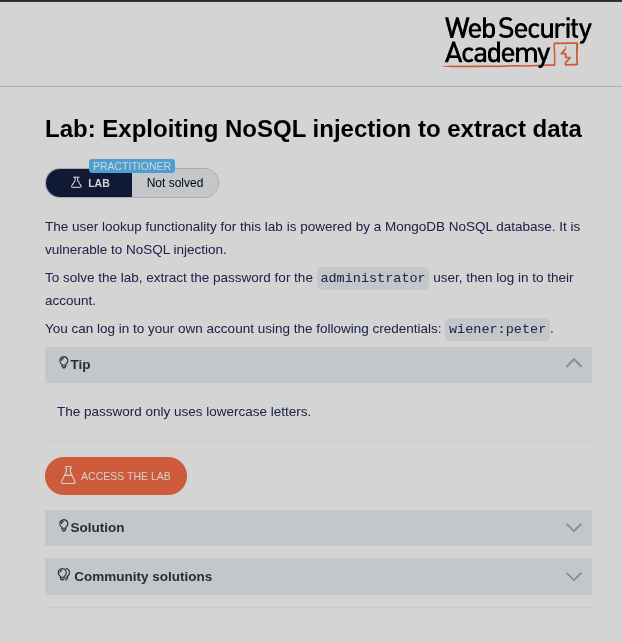 Web Security
Academy
Lab: Exploiting NoSQL injection to extract data
PRACTITIONER
LAB
Not solved
The user lookup functionality for this lab is powered by a MongoDB NoSQL database. It is
vulnerable to NoSQL injection.
To solve the lab, extract the password for the administrator user, then log in to their
account.
You can log in to your own account using the following credentials: wiener:peter.
Tip
The password only uses lowercase letters.
ACCESS THE LAB
Solution
Community solutions